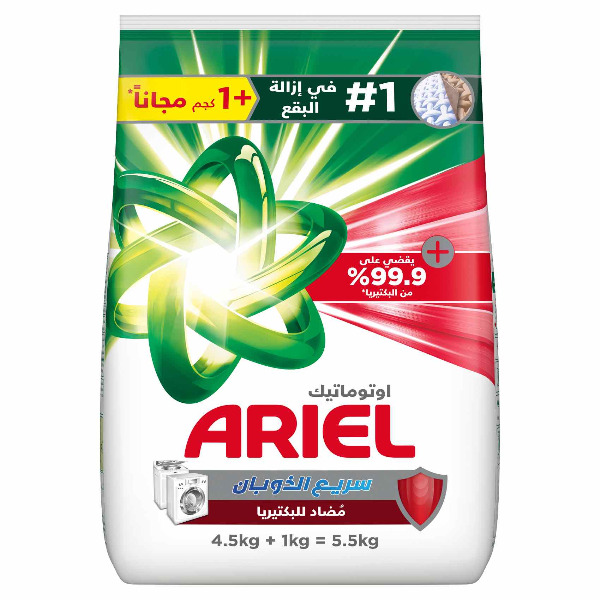 #1 في إزالة
البقع
+1 كجم مجاناً*
يقضي على
%99.9
من البكتيريا*
اوتوماتيك
ARIEL
سريع الذوبان
مُضاد للبكتيريا
4.5kg + 1kg = 5.5kg